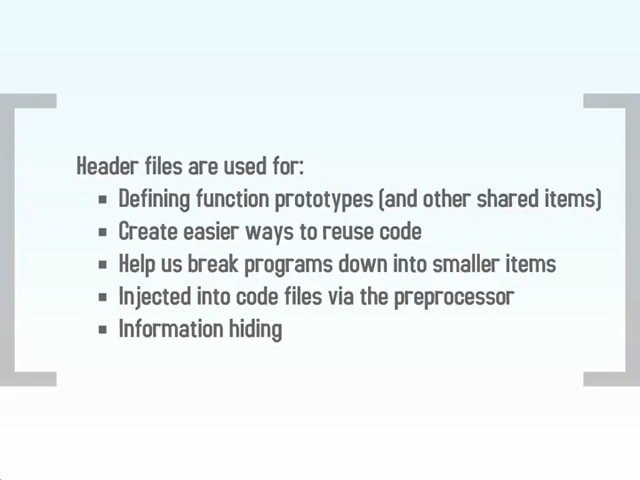 Header files are used for:
▪ Defining function prototypes (and other shared items)
▪ Create easier ways to reuse code
▪ Help us break programs down into smaller items
▪ Injected into code files via the preprocessor
▪ Information hiding